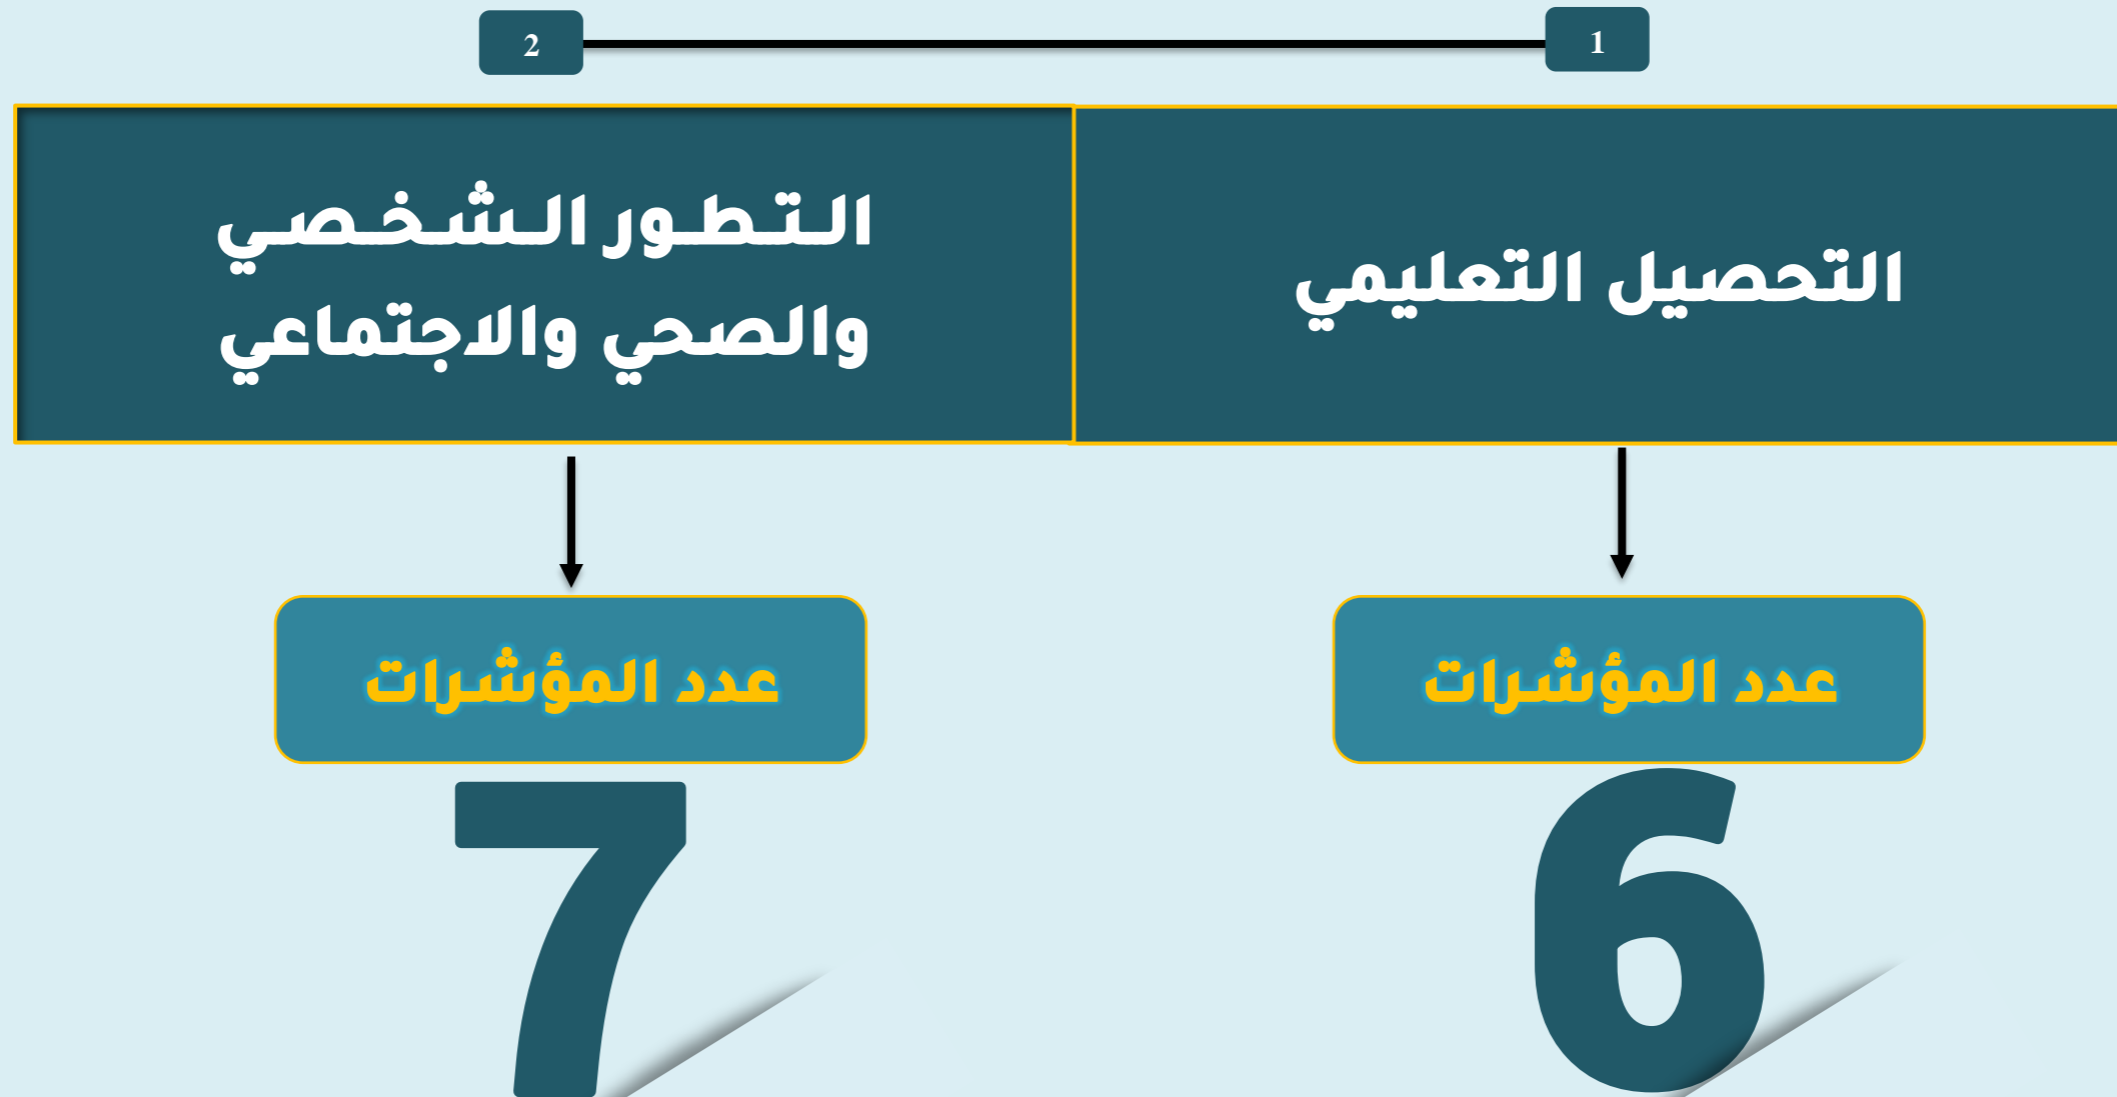 1
2
التحصيل التعليمي
التطور الشخصي
والصحي والاجتماعي
عدد المؤشرات
عدد المؤشرات
6
7